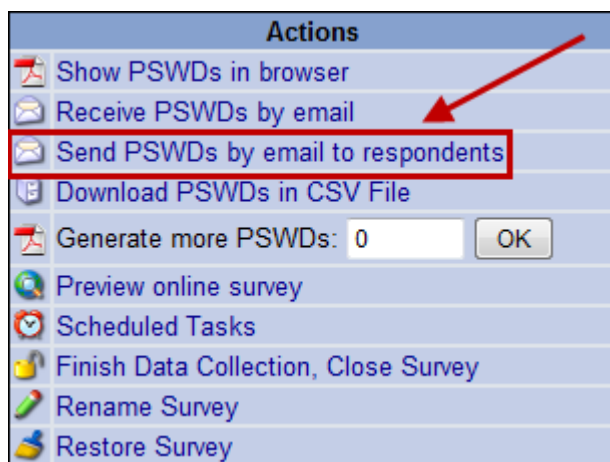 Actions
Show PSWDs in browser
Receive PSWDs by email
Send PSWDs by email to respondents
Download PSWDs in CSV File
Generate more PSWDs: 0 OK
Preview online survey
Scheduled Tasks
Finish Data Collection, Close Survey
Rename Survey
Restore Survey